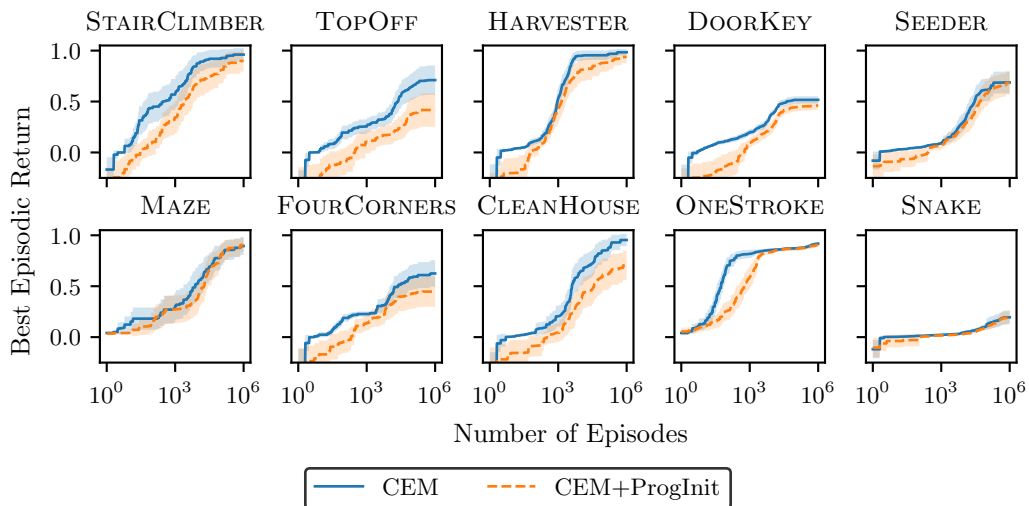 STAIRCLIMBER TOPOFF HARVESTER DOORKEY SEEDER
1.0
0.5
0.0
MAZE FOURCORNERS CLEANHOUSE ONESTROKE SNAKE
1.0
0.5
0.0
10^0 10^3 10^6 10^0 10^3 10^6 10^0 10^3 10^6 10^0 10^3 10^6 10^0 10^3 10^6
Best Episodic Return
Number of Episodes
CEM CEM+ProgInit